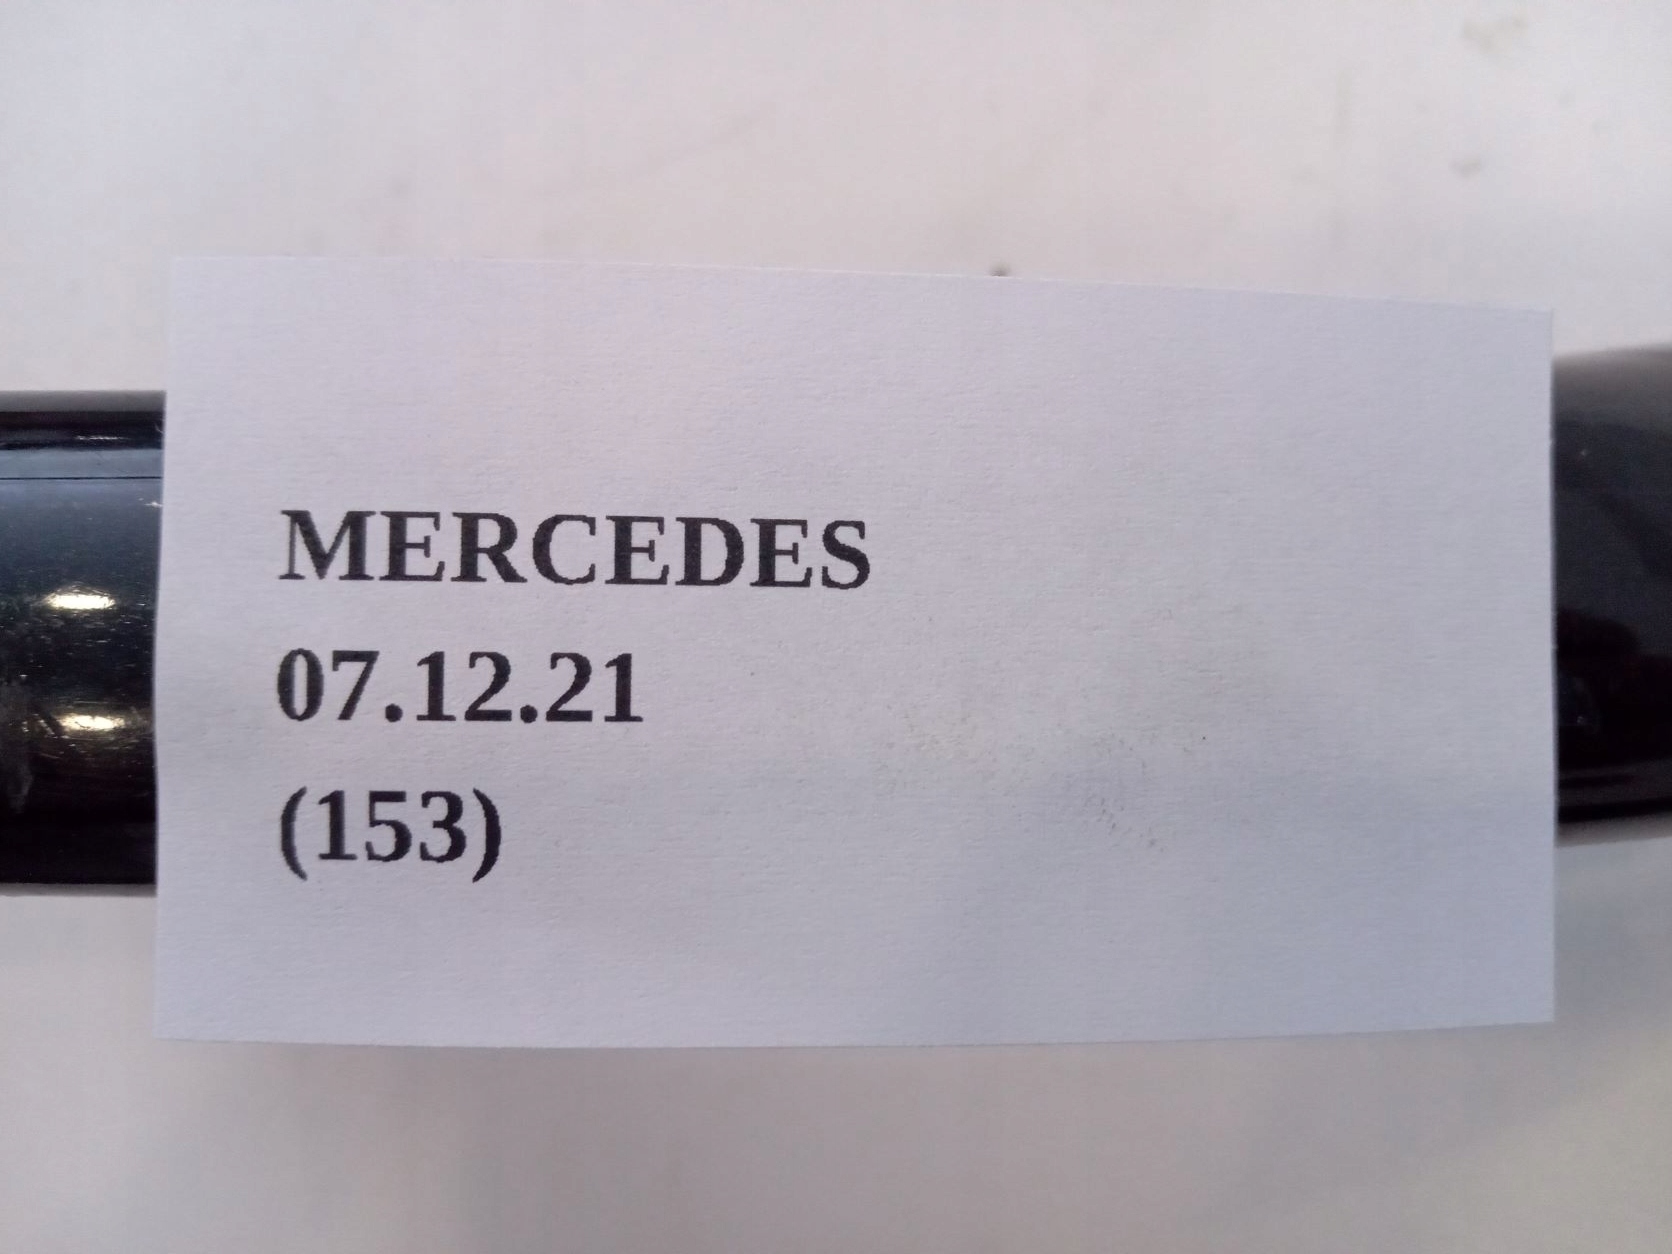 MERCEDES
07.12.21
(153)